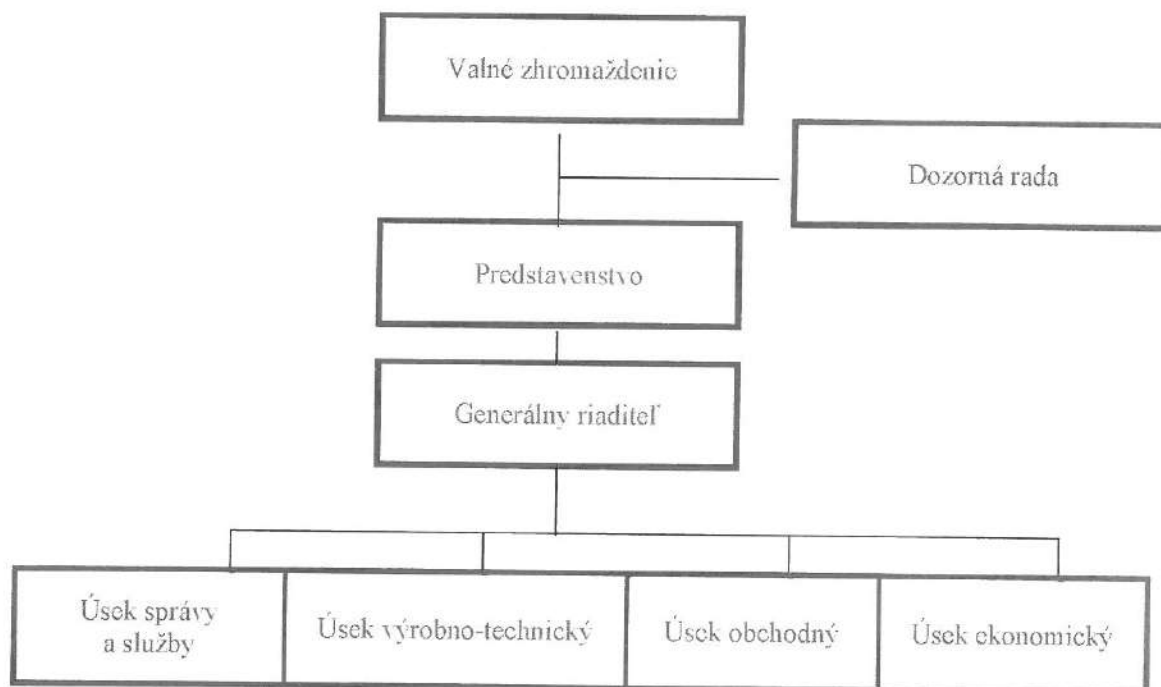 Valné zhromaždenie
Dozorná rada
Predstavenstvo
Generálny riaditeľ
Úsek správy
a služby
Úsek výrobno-technický
Úsek obchodný
Úsek ekonomický